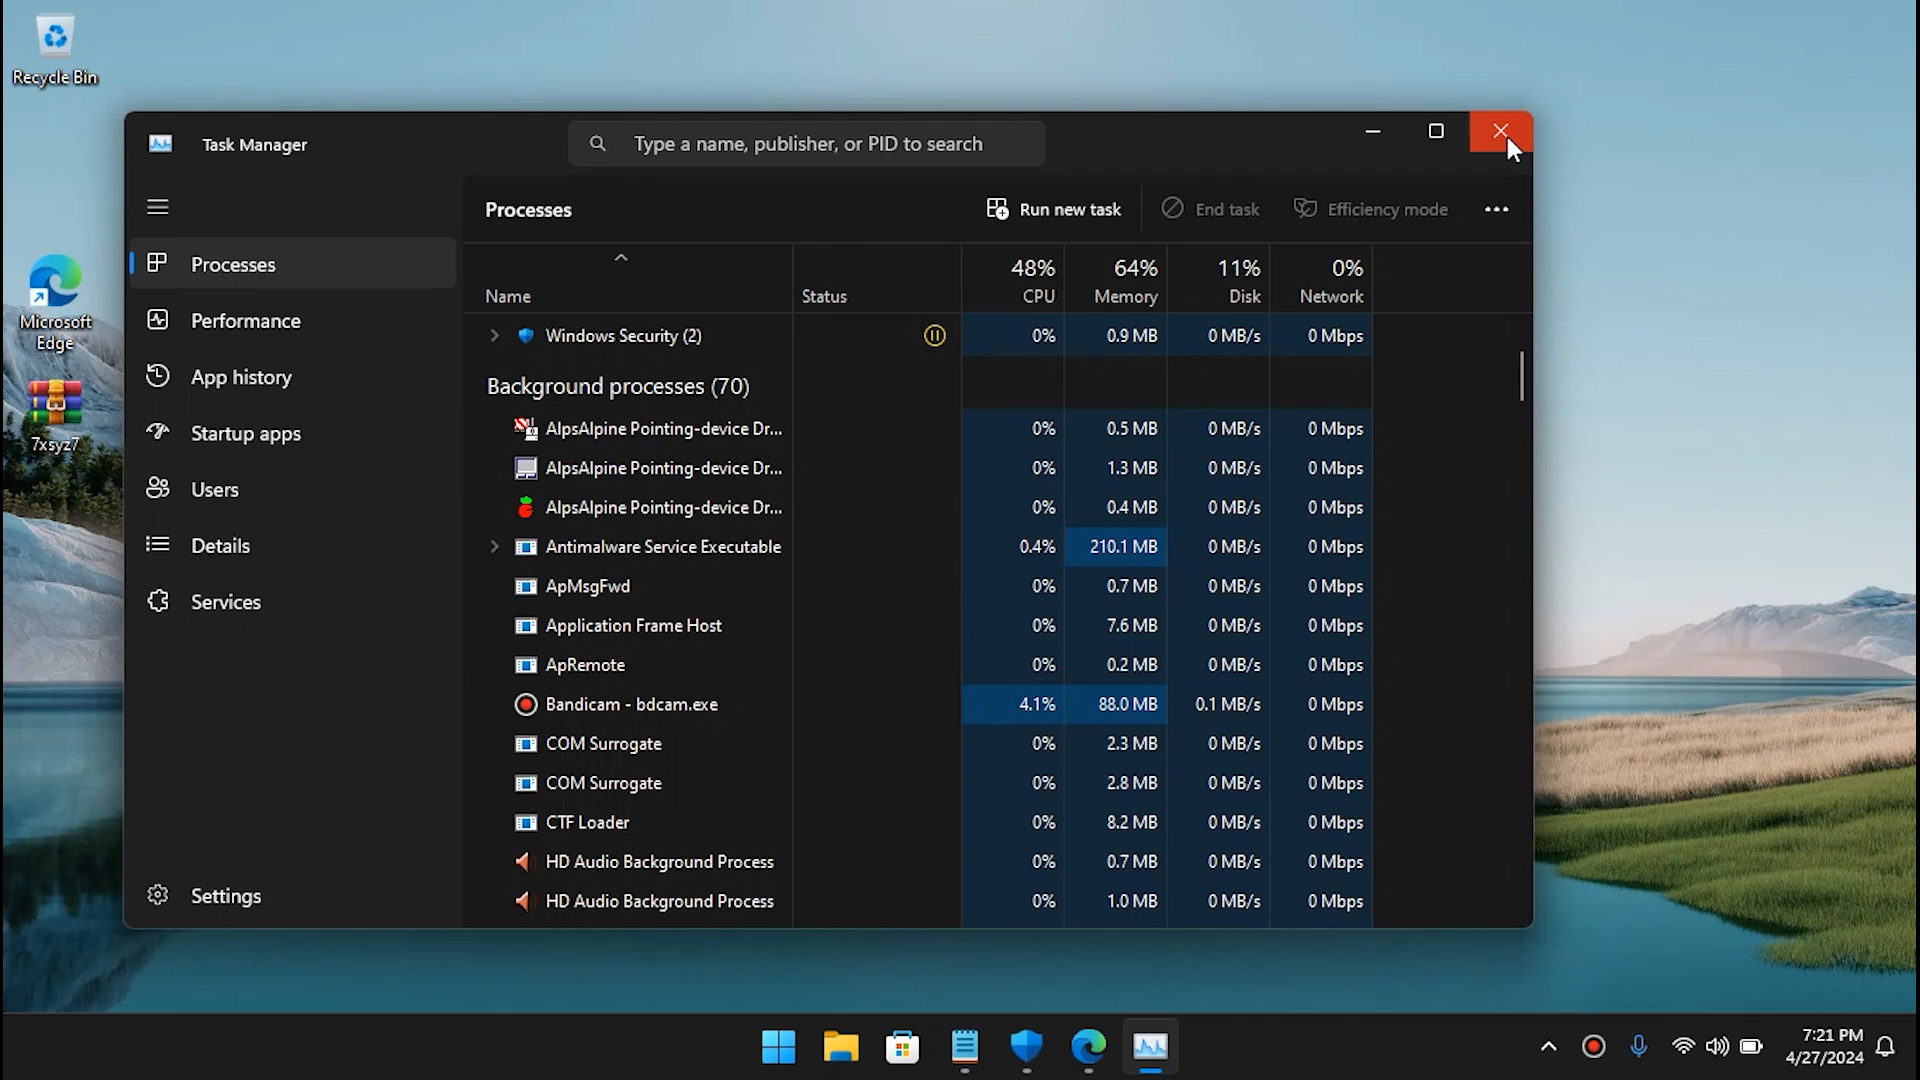 Recycle Bin
Microsoft
Edge
7xsyz7
Task Manager
Type a name, publisher, or PID to search
Processes
Performance
App history
Startup apps
Users
Details
Services
Settings
Processes
Run new task
End task
Efficiency mode
48% 64% 11% 0%
Name Status CPU Memory Disk Network
Windows Security (2) 0% 0.9 MB 0 MB/s 0 Mbps
Background processes (70)
AlpsAlpine Pointing-device Dr... 0% 0.5 MB 0 MB/s 0 Mbps
AlpsAlpine Pointing-device Dr... 0% 1.3 MB 0 MB/s 0 Mbps
AlpsAlpine Pointing-device Dr... 0% 0.4 MB 0 MB/s 0 Mbps
Antimalware Service Executable 0.4% 210.1 MB 0 MB/s 0 Mbps
ApMsgFwd 0% 0.7 MB 0 MB/s 0 Mbps
Application Frame Host 0% 7.6 MB 0 MB/s 0 Mbps
ApRemote 0% 0.2 MB 0 MB/s 0 Mbps
Bandicam - bdcam.exe 4.1% 88.0 MB 0.1 MB/s 0 Mbps
COM Surrogate 0% 2.3 MB 0 MB/s 0 Mbps
COM Surrogate 0% 2.8 MB 0 MB/s 0 Mbps
CTF Loader 0% 8.2 MB 0 MB/s 0 Mbps
HD Audio Background Process 0% 0.7 MB 0 MB/s 0 Mbps
HD Audio Background Process 0% 1.0 MB 0 MB/s 0 Mbps
7:21 PM
4/27/2024